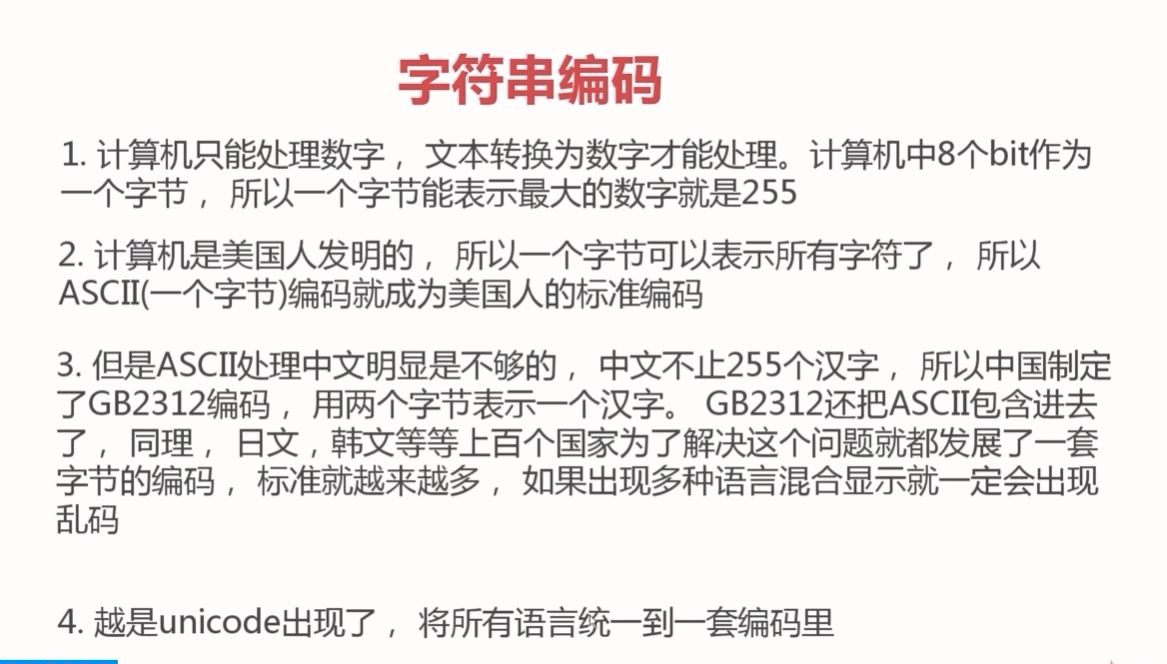 字符串编码
1. 计算机只能处理数字， 文本转换为数字才能处理。计算机中8个bit作为
一个字节， 所以一个字节能表示最大的数字就是255
2. 计算机是美国人发明的， 所以一个字节可以表示所有字符了， 所以
ASCII(一个字节)编码就成为美国人的标准编码
3. 但是ASCII处理中文明显是不够的， 中文不止255个汉字， 所以中国制定
了GB2312编码， 用两个字节表示一个汉字。 GB2312还把ASCII包含进去
了， 同理， 日文，韩文等等上百个国家为了解决这个问题就都发展了一套
字节的编码， 标准就越来越多， 如果出现多种语言混合显示就一定会出现
乱码
4. 越是unicode出现了， 将所有语言统一到一套编码里